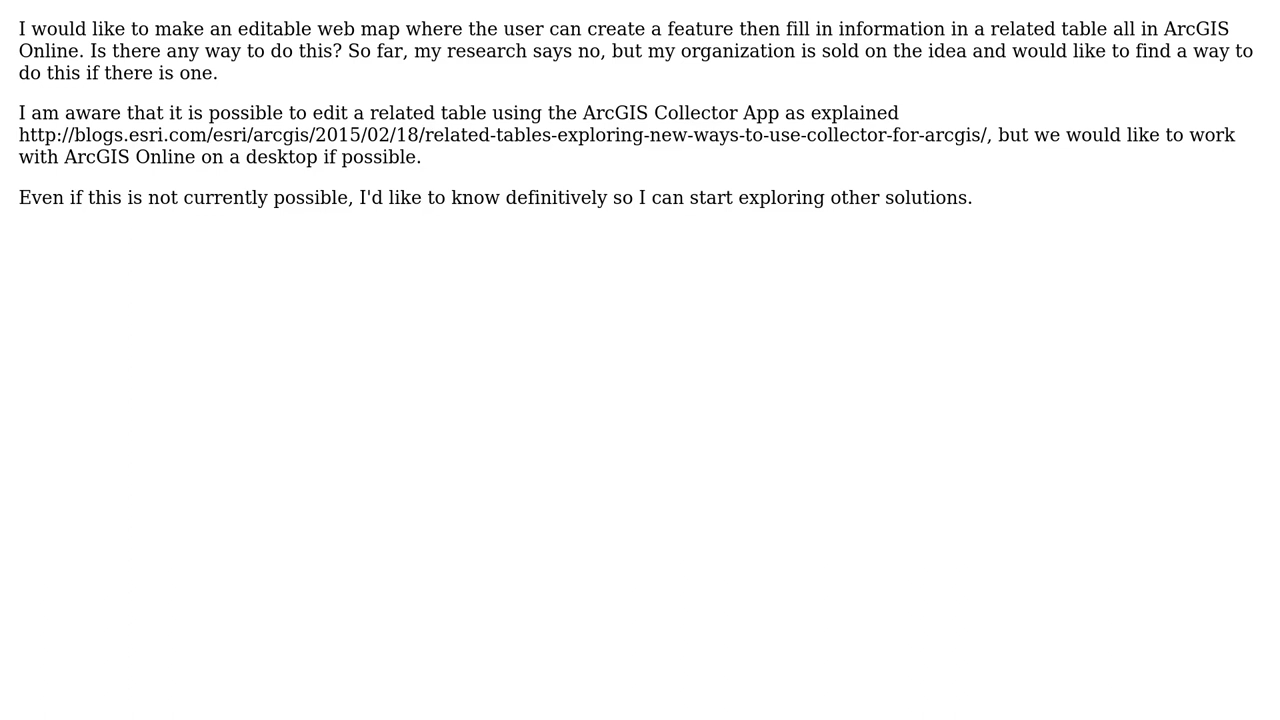 I would like to make an editable web map where the user can create a feature then fill in information in a related table all in ArcGIS
Online. Is there any way to do this? So far, my research says no, but my organization is sold on the idea and would like to find a way to
do this if there is one.
I am aware that it is possible to edit a related table using the ArcGIS Collector App as explained
http://blogs.esri.com/esri/arcgis/2015/02/18/related-tables-exploring-new-ways-to-use-collector-for-arcgis/, but we would like to work
with ArcGIS Online on a desktop if possible.
Even if this is not currently possible, I'd like to know definitively so I can start exploring other solutions.